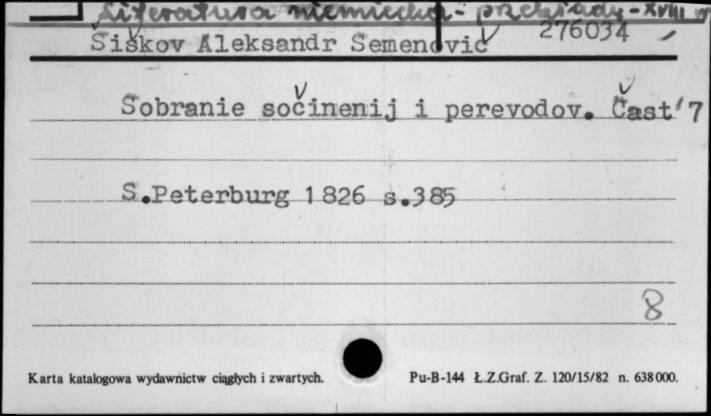 Literatura niemiecka - przekłady - XVIII w
Šiškov Aleksandr Semenovič 276034
Sobranie sočinenij i perevodov. Čast' 7
S.Peterburg 1826 s.385
8
Karta katalogowa wydawnictw ciągłych i zwartych.
Pu-B-144 Ł.Z.Graf. Z. 120/15/82 n. 638000.